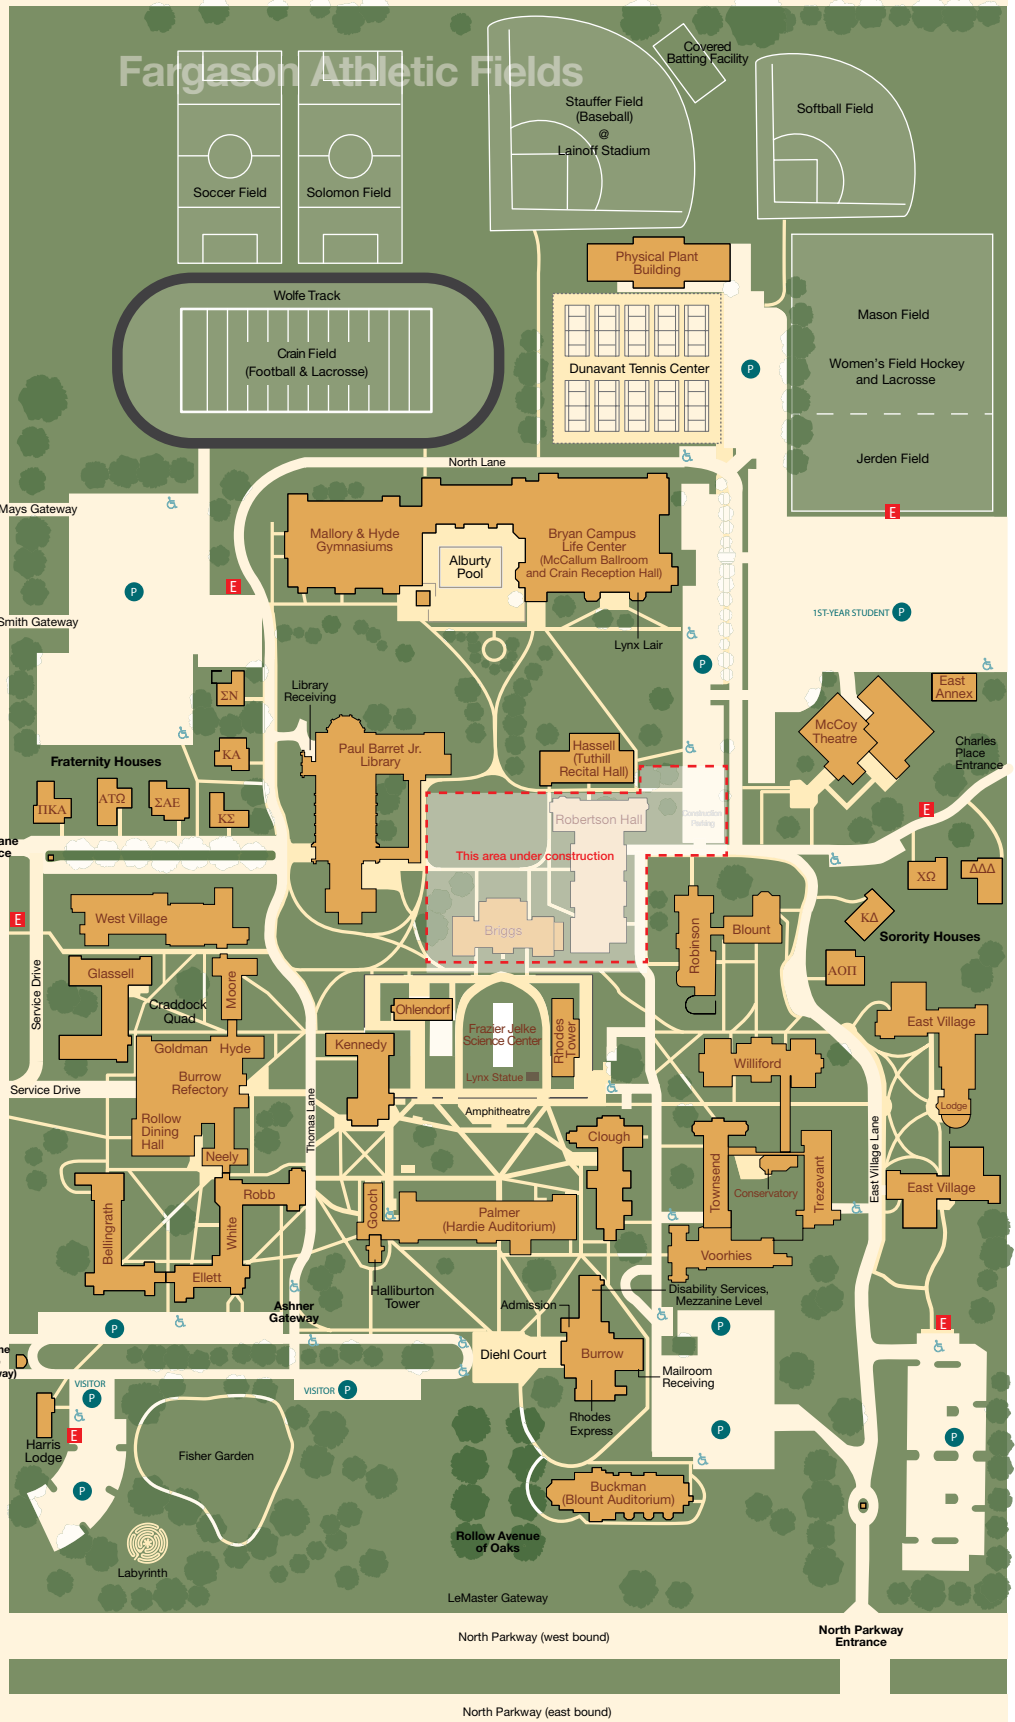 Fargason Athletic Fields
Covered
Batting Facility
Stauffer Field
(Baseball)
@
Lainoff Stadium
Softball Field
Soccer Field
Solomon Field
Physical Plant
Building
Wolfe Track
Crain Field
(Football & Lacrosse)
Dunavant Tennis Center
P
Mason Field
Women's Field Hockey
and Lacrosse
Jerden Field
North Lane
Mays Gateway
E
Mallory & Hyde
Gymnasiums
Alburty
Pool
Bryan Campus
Life Center
(McCallum Ballroom
and Crain Reception Hall)
E
P
1ST-YEAR STUDENT P
Smith Gateway
Lynx Lair
P
ΣΝ
Library
Receiving
East
Annex
McCoy
Theatre
Charles
Place
Entrance
Fraternity Houses
ΚΑ
Paul Barret Jr.
Library
Hassell
(Tuthill
Recital Hall)
ΠΚΑ
ΑΤΩ
ΣΑΕ
ΚΣ
Robertson Hall
Construction
Parking
E
ane
ce
This area under construction
ΧΩ
ΔΔΔ
E
West Village
Briggs
Robinson
Blount
ΚΔ
Sorority Houses
ΑΟΠ
Service Drive
Glassell
Moore
Craddock
Quad
Ohlendorf
Frazier Jelke
Science Center
Rhodes
Tower
East Village
Goldman
Hyde
Kennedy
Williford
Burrow
Refectory
Lynx Statue
Service Drive
Thomas Lane
Amphitheatre
Lodge
Rollow
Dining
Hall
Neely
Clough
Townsend
Conservatory
Trezevant
East Village Lane
East Village
Robb
Bellingrath
White
Gooch
Palmer
(Hardie Auditorium)
Voorhies
Ellett
Halliburton
Tower
Disability Services,
Mezzanine Level
Ashner
Gateway
Admission
P
P
E
ne
way)
Diehl Court
Burrow
Mailroom
Receiving
VISITOR
P
VISITOR P
Rhodes
Express
E
Harris
Lodge
Fisher Garden
P
P
P
Buckman
(Blount Auditorium)
Rollow Avenue
of Oaks
Labyrinth
LeMaster Gateway
North Parkway (west bound)
North Parkway
Entrance
North Parkway (east bound)